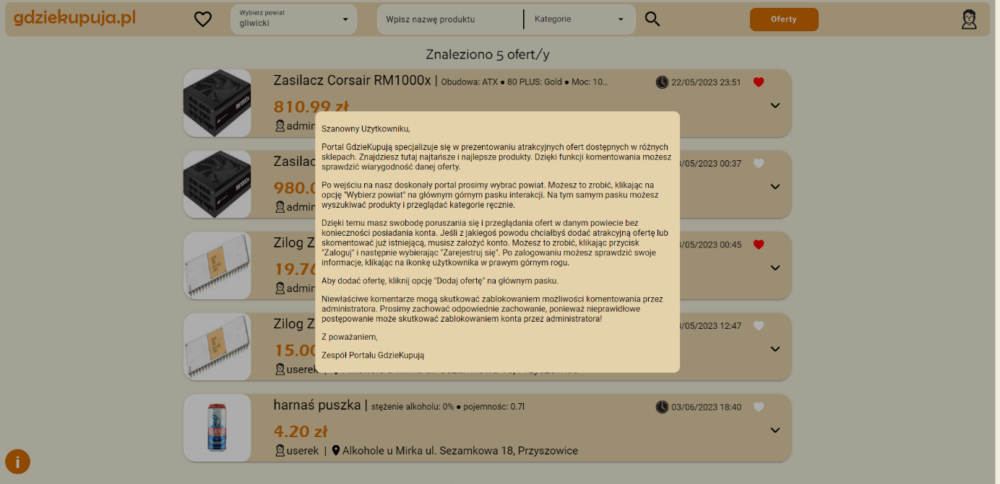 gdziekupuja.pl
Wybierz powiat
gliwicki
Wpisz nazwę produktu
Kategorie
Oferty
Znaleziono 5 ofert/y
Zasilacz Corsair RM1000x | Obudowa: ATX ● 80 PLUS: Gold ● Moc: 10...
22/05/2023 23:51
810.99 zł
admin
/05/2023 00:37
980.0
admin
Zilog Z
/05/2023 00:45
19.76
admin
Zilog Z
/05/2023 12:47
15.00
userek
Szanowny Użytkowniku,
Portal GdzieKupują specjalizuje się w prezentowaniu atrakcyjnych ofert dostępnych w różnych
sklepach. Znajdziesz tutaj najtańsze i najlepsze produkty. Dzięki funkcji komentowania możesz
sprawdzić wiarygodność danej oferty.
Po wejściu na nasz doskonały portal prosimy wybrać powiat. Możesz to zrobić, klikając na
opcję "Wybierz powiat" na głównym górnym pasku interakcji. Na tym samym pasku możesz
wyszukiwać produkty i przeglądać kategorie ręcznie.
Dzięki temu masz swobodę poruszania się i przeglądania ofert w danym powiecie bez
konieczności posiadania konta. Jeśli z jakiegoś powodu chciałbyś dodać atrakcyjną ofertę lub
skomentować już istniejącą, musisz założyć konto. Możesz to zrobić, klikając przycisk
"Zaloguj" i następnie wybierając "Zarejestruj się". Po zalogowaniu możesz sprawdzić swoje
informacje, klikając na ikonkę użytkownika w prawym górnym rogu.
Aby dodać ofertę, kliknij opcję "Dodaj ofertę" na głównym pasku.
Niewłaściwe komentarze mogą skutkować zablokowaniem możliwości komentowania przez
administratora. Prosimy zachować odpowiednie zachowanie, ponieważ nieprawidłowe
postępowanie może skutkować zablokowaniem konta przez administratora!
Z poważaniem,
Zespół Portalu GdzieKupują
harnaś puszka | stężenie alkoholu: 0% ● pojemnośc: 0.7l
03/06/2023 18:40
4.20 zł
userek | Alkohole u Mirka ul. Sezamkowa 18, Przyszowice
i